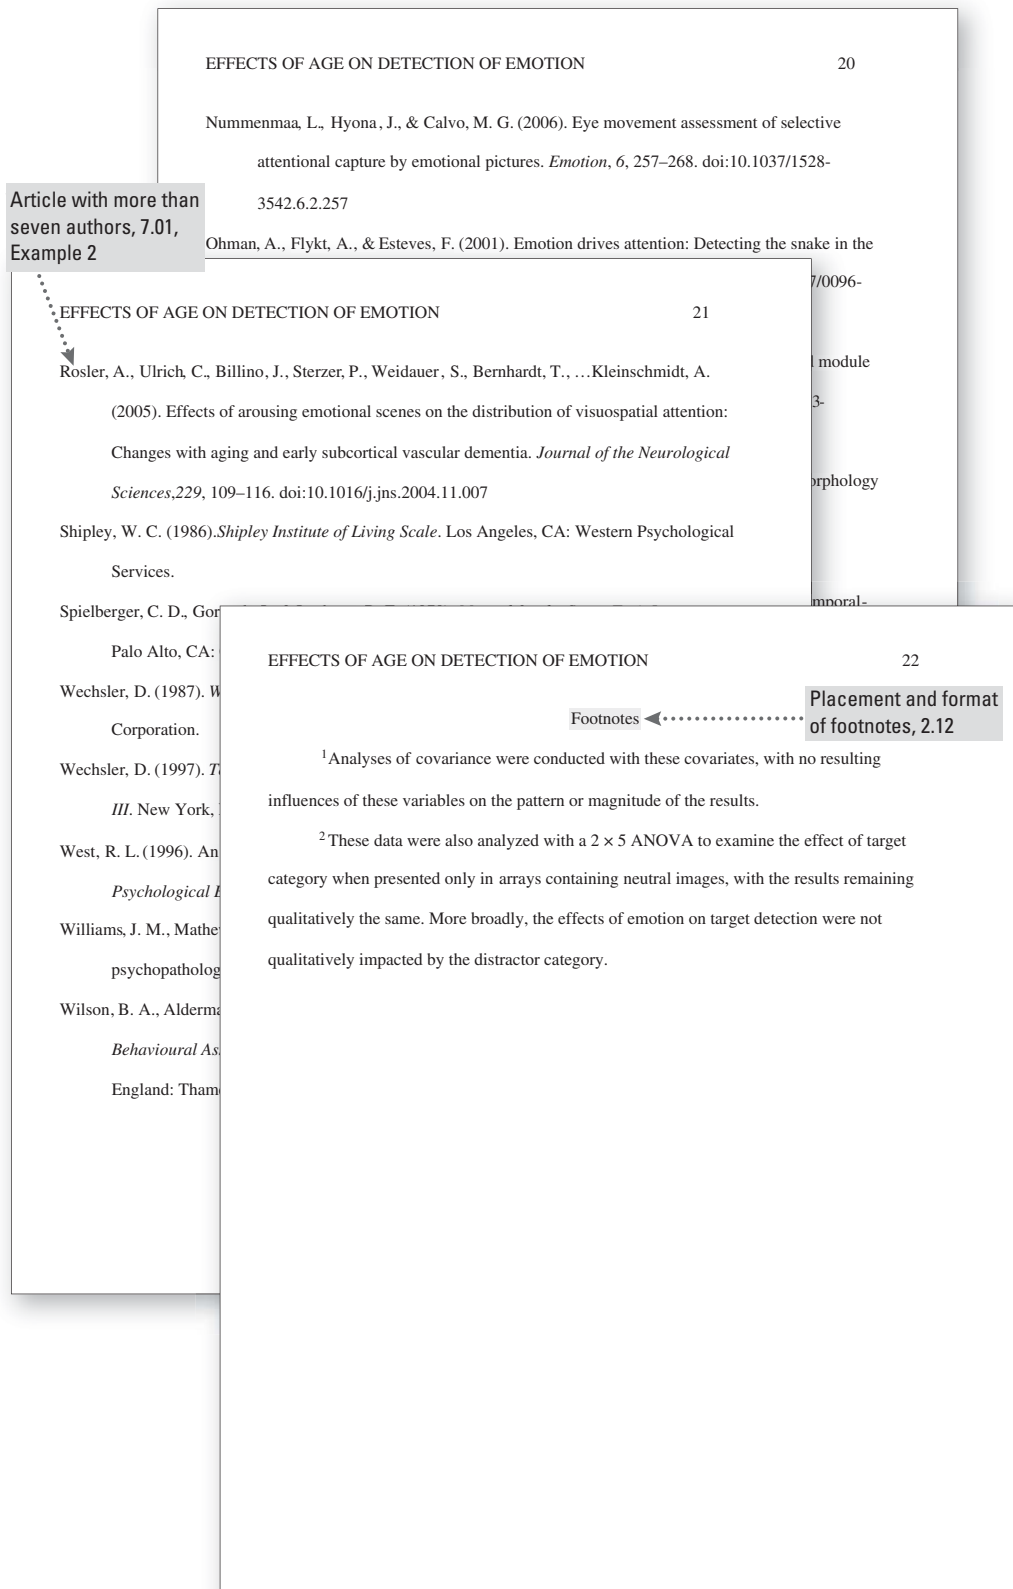 EFFECTS OF AGE ON DETECTION OF EMOTION 20
Nummenmaa, L., Hyona, J., & Calvo, M. G. (2006). Eye movement assessment of selective
attentional capture by emotional pictures. Emotion, 6, 257–268. doi:10.1037/1528-
3542.6.2.257
Ohman, A., Flykt, A., & Esteves, F. (2001). Emotion drives attention: Detecting the snake in the
7/0096-
module
3-
mporal-
Article with more than
seven authors, 7.01,
Example 2
EFFECTS OF AGE ON DETECTION OF EMOTION 21
Rosler, A., Ulrich, C., Billino, J., Sterzer, P., Weidauer, S., Bernhardt, T., …Kleinschmidt, A.
(2005). Effects of arousing emotional scenes on the distribution of visuospatial attention:
Changes with aging and early subcortical vascular dementia. Journal of the Neurological
Sciences,229, 109–116. doi:10.1016/j.jns.2004.11.007
Shipley, W. C. (1986).Shipley Institute of Living Scale. Los Angeles, CA: Western Psychological
Services.
Spielberger, C. D., Gor
Palo Alto, CA:
Wechsler, D. (1987). W
Corporation.
Wechsler, D. (1997).
III. New York,
West, R. L. (1996). An
Psychological
Williams, J. M., Mathe
psychopatholog
Wilson, B. A., Alderma
Behavioural As
England: Tham
EFFECTS OF AGE ON DETECTION OF EMOTION 22
Footnotes
Placement and format
of footnotes, 2.12
1Analyses of covariance were conducted with these covariates, with no resulting
influences of these variables on the pattern or magnitude of the results.
2These data were also analyzed with a 2 × 5 ANOVA to examine the effect of target
category when presented only in arrays containing neutral images, with the results remaining
qualitatively the same. More broadly, the effects of emotion on target detection were not
qualitatively impacted by the distractor category.